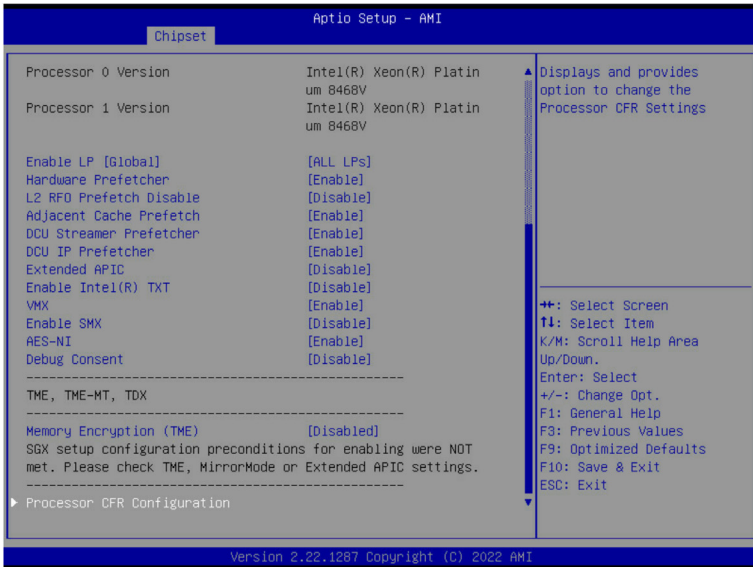 Aptio Setup – AMI
Chipset
Processor 0 Version Intel(R) Xeon(R) Platin
um 8468V
Processor 1 Version Intel(R) Xeon(R) Platin
um 8468V
Enable LP [Global] [ALL LPs]
Hardware Prefetcher [Enable]
L2 RFO Prefetch Disable [Disable]
Adjacent Cache Prefetch [Enable]
DCU Streamer Prefetcher [Enable]
DCU IP Prefetcher [Enable]
Extended APIC [Disable]
Enable Intel(R) TXT [Disable]
VMX [Enable]
Enable SMX [Disable]
AES-NI [Enable]
Debug Consent [Disable]
--------------------------------------------------
TME, TME-MT, TDX
--------------------------------------------------
Memory Encryption (TME) [Disabled]
SGX setup configuration preconditions for enabling were NOT
met. Please check TME, MirrorMode or Extended APIC settings.
--------------------------------------------------
Processor CFR Configuration
Displays and provides
option to change the
Processor CFR Settings
→←: Select Screen
↑↓: Select Item
K/M: Scroll Help Area
Up/Down.
Enter: Select
+/-: Change Opt.
F1: General Help
F3: Previous Values
F9: Optimized Defaults
F10: Save & Exit
ESC: Exit
Version 2.22.1287 Copyright (C) 2022 AMI